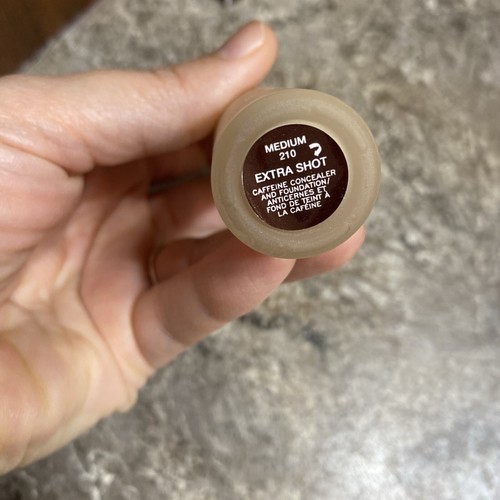 MEDIUM
210
EXTRA SHOT
CAFFEINE CONCEALER
AND FOUNDATION/
ANTICERNES ET
FOND DE TEINT À
LA CAFÉINE